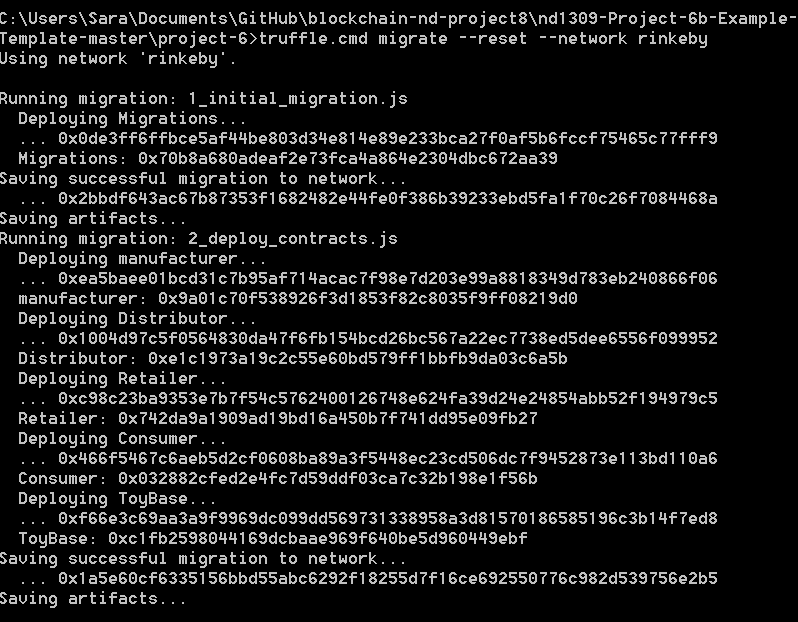 C:\Users\Sara\Documents\GitHub\blockchain-nd-project8\nd1309-Project-6b-Example-
Template-master\project-6>truffle.cmd migrate --reset --network rinkeby
Using network 'rinkeby'.
Running migration: 1_initial_migration.js
Deploying Migrations...
... 0x0de3ff6ffbce5af44be803d34e814e89e233bca27f0af5b6fccf75465c77fff9
Migrations: 0x70b8a680adeaf2e73fca4a864e2304dbc672aa39
Saving successful migration to network...
... 0x2bbdf643ac67b87353f1682482e44fe0f386b39233ebd5fa1f70c26f7084468a
Saving artifacts...
Running migration: 2_deploy_contracts.js
Deploying manufacturer...
... 0xea5baee01bcd31c7b95af714acac7f98e7d203e99a8818349d783eb240866f06
manufacturer: 0x9a01c70f538926f3d1853f82c8035f9ff08219d0
Deploying Distributor...
... 0x1004d97c5f0564830da47f6fb154bcd26bc567a22ec7738ed5dee6556f099952
Distributor: 0xe1c1973a19c2c55e60bd579ff1bbfb9da03c6a5b
Deploying Retailer...
... 0xc98c23ba9353e7b7f54c5762400126748e624fa39d24e24854abb52f194979c5
Retailer: 0x742da9a1909ad19bd16a450b7f741dd95e09fb27
Deploying Consumer...
... 0x466f5467c6aeb5d2cf0608ba89a3f5448ec23cd506dc7f9452873e113bd110a6
Consumer: 0x032882cfed2e4fc7d59ddf03ca7c32b198e1f56b
Deploying ToyBase...
... 0xf66e3c69aa3a9f9969dc099dd569731338958a3d81570186585196c3b14f7ed8
ToyBase: 0xc1fb2598044169dcbaae969f640be5d960449ebf
Saving successful migration to network...
... 0x1a5e60cf6335156bbd55abc6292f18255d7f16ce692550776c982d539756e2b5
Saving artifacts...